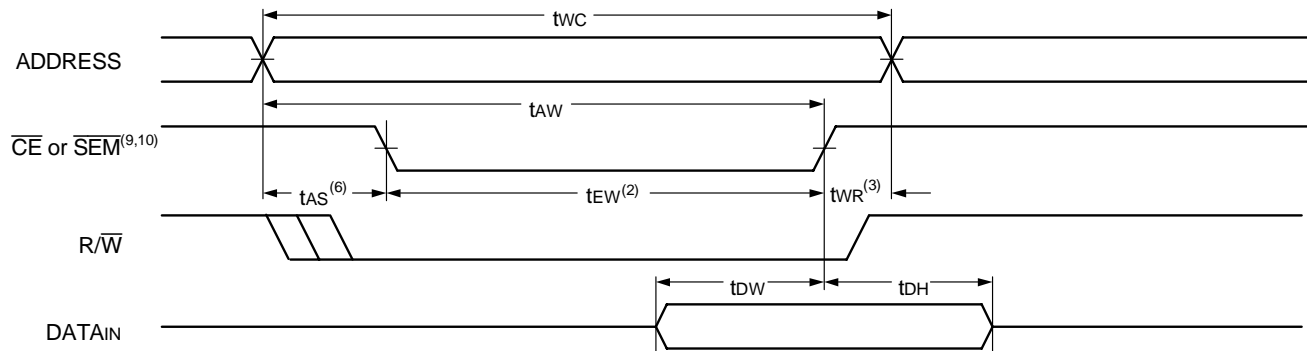 tWC
ADDRESS
tAW
CE or SEM(9,10)
tAS(6)
tEW(2)
tWR(3)
R/W
tDW
tDH
DATAIN